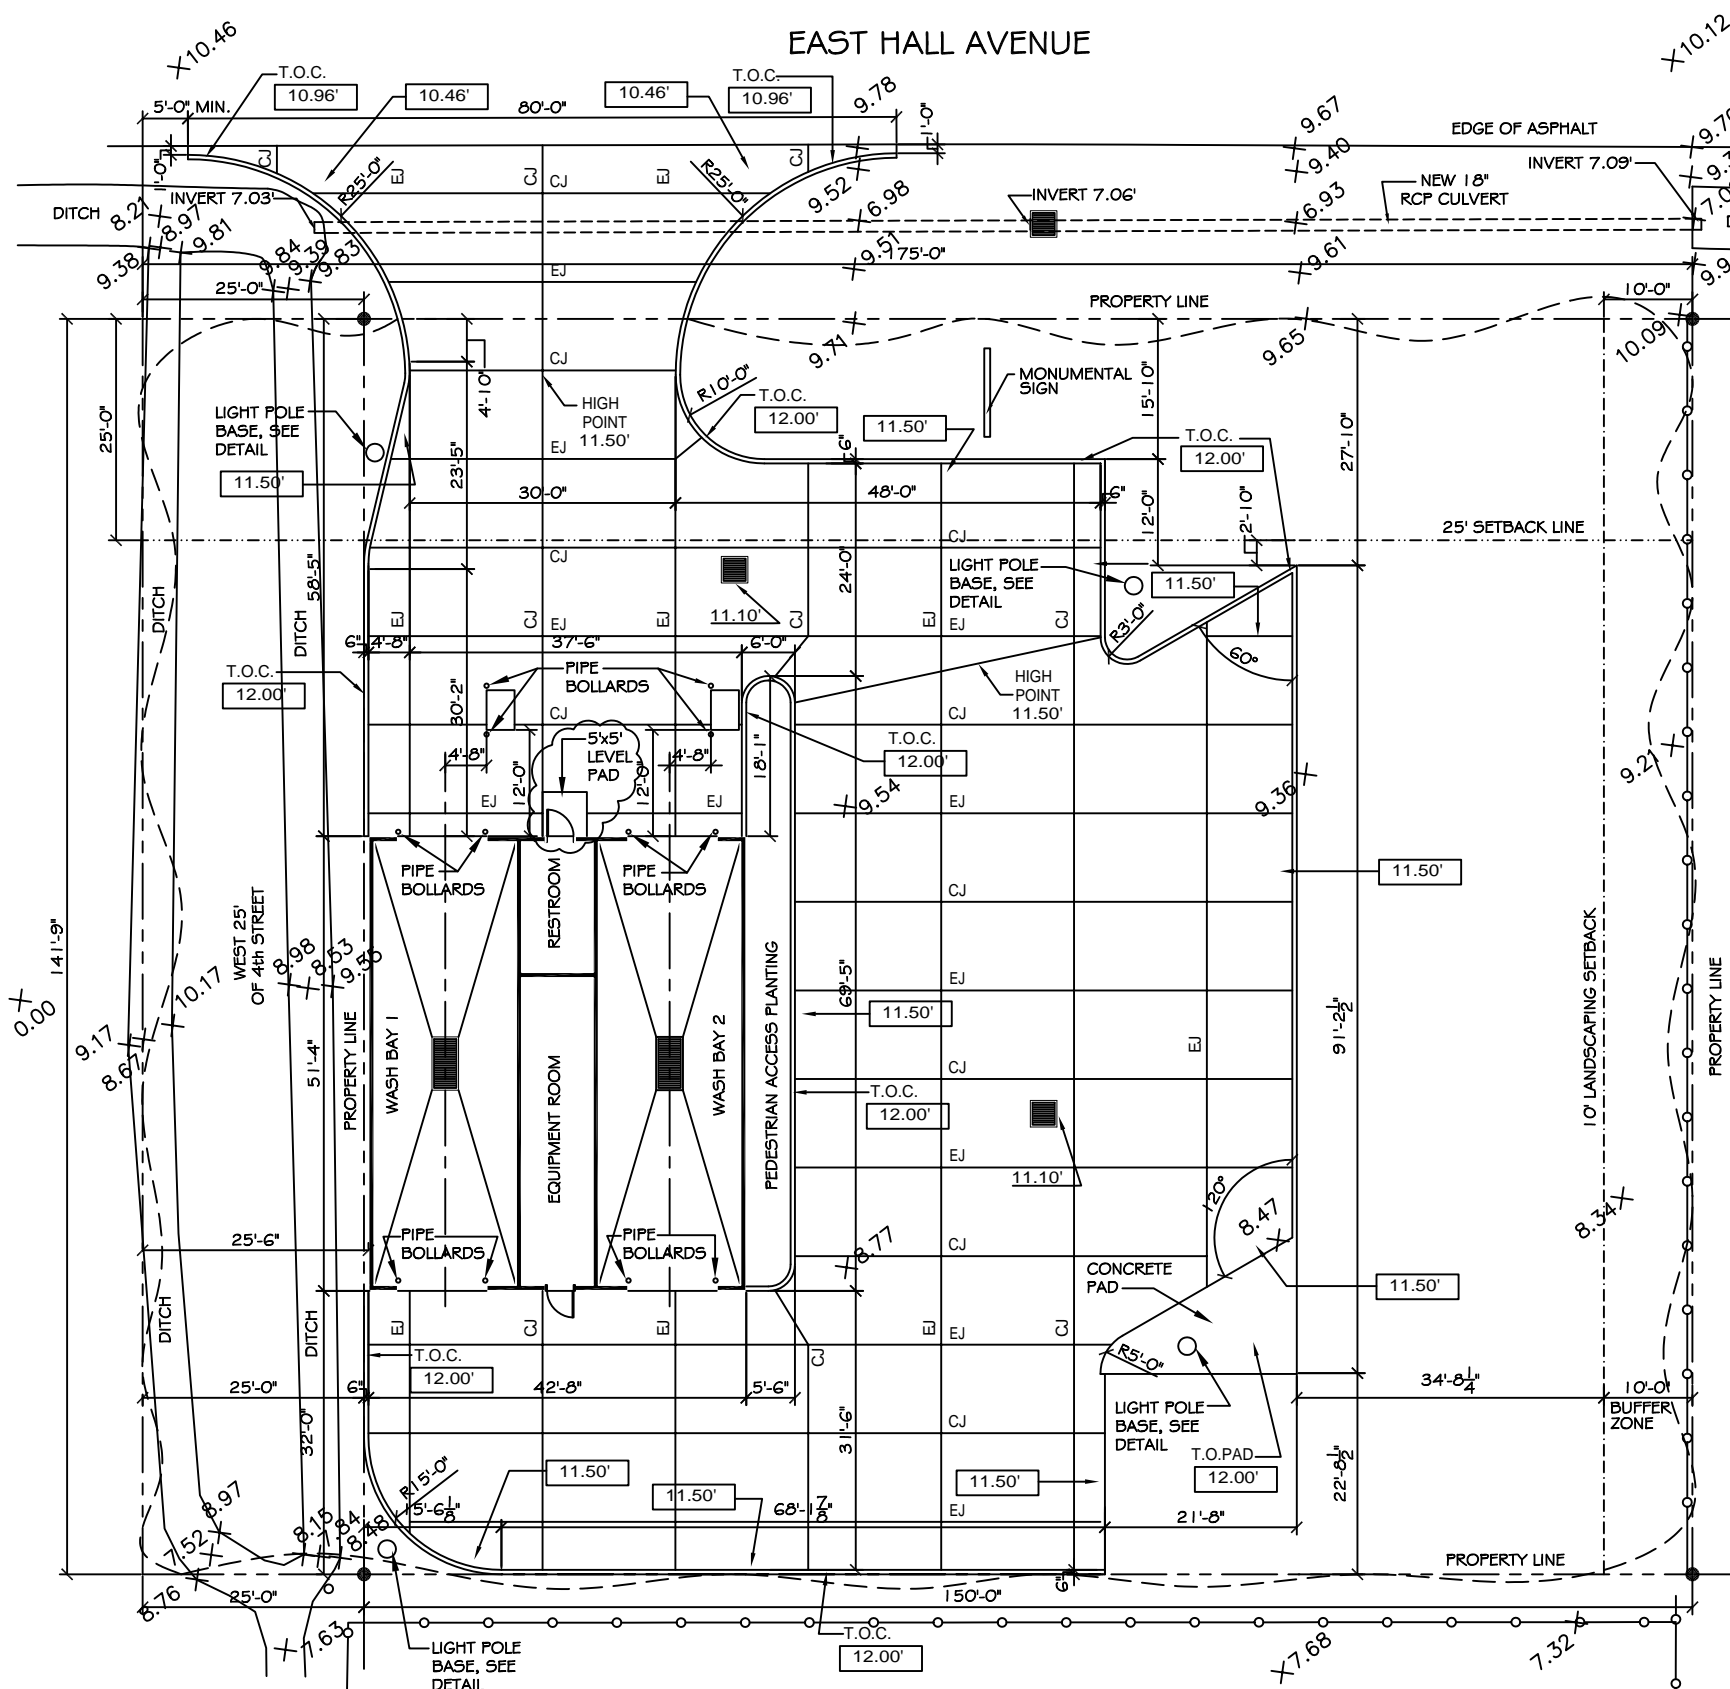 EAST HALL AVENUE
10.46
10.12
T.O.C.
10.96'
10.46'
10.46'
T.O.C.
10.96'
9.78
5'-0" MIN.
80'-0"
1'-0"
9.67
EDGE OF ASPHALT
1'-0"
CJ
EJ
CJ
CJ
EJ
CJ
R25'-0"
R25'-0"
9.40
INVERT 7.09'
DITCH
8.21
8.97
9.81
INVERT 7.03'
9.52
6.98
INVERT 7.06'
6.93
NEW 18"
RCP CULVERT
9.38
9.84
9.39
9.83
EJ
9.51
175'-0"
9.61
25'-0"
PROPERTY LINE
10'-0"
9.71
9.65
10.09
25'-0"
CJ
4'-10"
R10'-0"
MONUMENTAL
SIGN
15'-10"
27'-10"
LIGHT POLE
BASE, SEE
DETAIL
HIGH
POINT
11.50'
T.O.C.
12.00'
11.50'
T.O.C.
12.00'
11.50'
23'-5"
EJ
6"
30'-0"
48'-0"
6"
12'-0"
2'-10"
25' SETBACK LINE
CJ
CJ
58'-5"
DITCH
DITCH
24'-0"
LIGHT POLE
BASE, SEE
DETAIL
11.50'
11.10'
EJ
CJ
EJ
EJ
CJ
EJ
EJ
CJ
R3'-0"
60°
6"
4'-8"
37'-6"
6'-0"
T.O.C.
12.00'
PIPE
BOLLARDS
HIGH
POINT
11.50'
30'-2"
CJ
CJ
5'x5'
LEVEL
PAD
4'-8"
4'-8"
12'-0"
12'-0"
18'-1"
T.O.C.
12.00'
9.54
9.36
9.21
EJ
EJ
EJ
PIPE
BOLLARDS
PIPE
BOLLARDS
11.50'
CJ
RESTROOM
141'-9"
WEST 25'
OF 4th STREET
8.98
8.53
9.55
10.17
0.00
9.17
8.67
51'-4"
PROPERTY LINE
WASH BAY 1
EQUIPMENT ROOM
WASH BAY 2
PEDESTRIAN ACCESS PLANTING
69'-5"
EJ
11.50'
EJ
91'-2 1/2"
10' LANDSCAPING SETBACK
PROPERTY LINE
CJ
T.O.C.
12.00'
11.10'
EJ
120°
8.47
8.34
25'-6"
PIPE
BOLLARDS
PIPE
BOLLARDS
8.77
CJ
CONCRETE
PAD
11.50'
DITCH
DITCH
EJ
CJ
EJ
EJ
EJ
CJ
CJ
R5'-0"
T.O.C.
12.00'
25'-0"
6"
42'-8"
5'-6"
34'-8 1/4"
10'-0"
BUFFER
ZONE
32'-0"
31'-6"
CJ
LIGHT POLE
BASE, SEE
DETAIL
T.O.PAD
12.00'
22'-8 1/2"
R15'-0"
11.50'
11.50'
11.50'
15'-6 1/8"
68'-1 7/8"
EJ
21'-8"
8.97
7.52
8.15
7.84
8.48
8.76
6"
PROPERTY LINE
25'-0"
150'-0"
7.63
LIGHT POLE
BASE, SEE
DETAIL
T.O.C.
12.00'
7.68
7.32